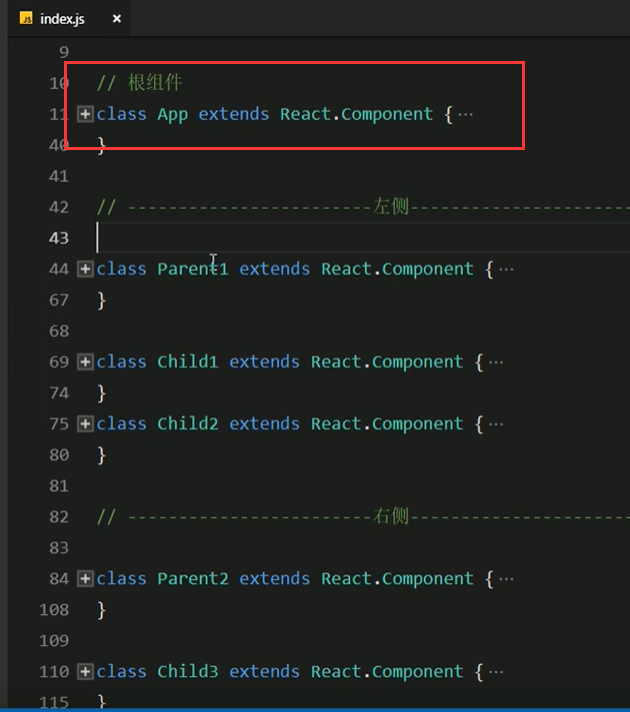 JS index.js ×
9
10 // 根组件
11 class App extends React.Component { ···
40 }
41
42 // ------------------------左侧----------------------
43
44 class Parent1 extends React.Component { ···
67 }
68
69 class Child1 extends React.Component { ···
74 }
75 class Child2 extends React.Component { ···
80 }
81
82 // ------------------------右侧----------------------
83
84 class Parent2 extends React.Component { ···
108 }
109
110 class Child3 extends React.Component { ···
115 }